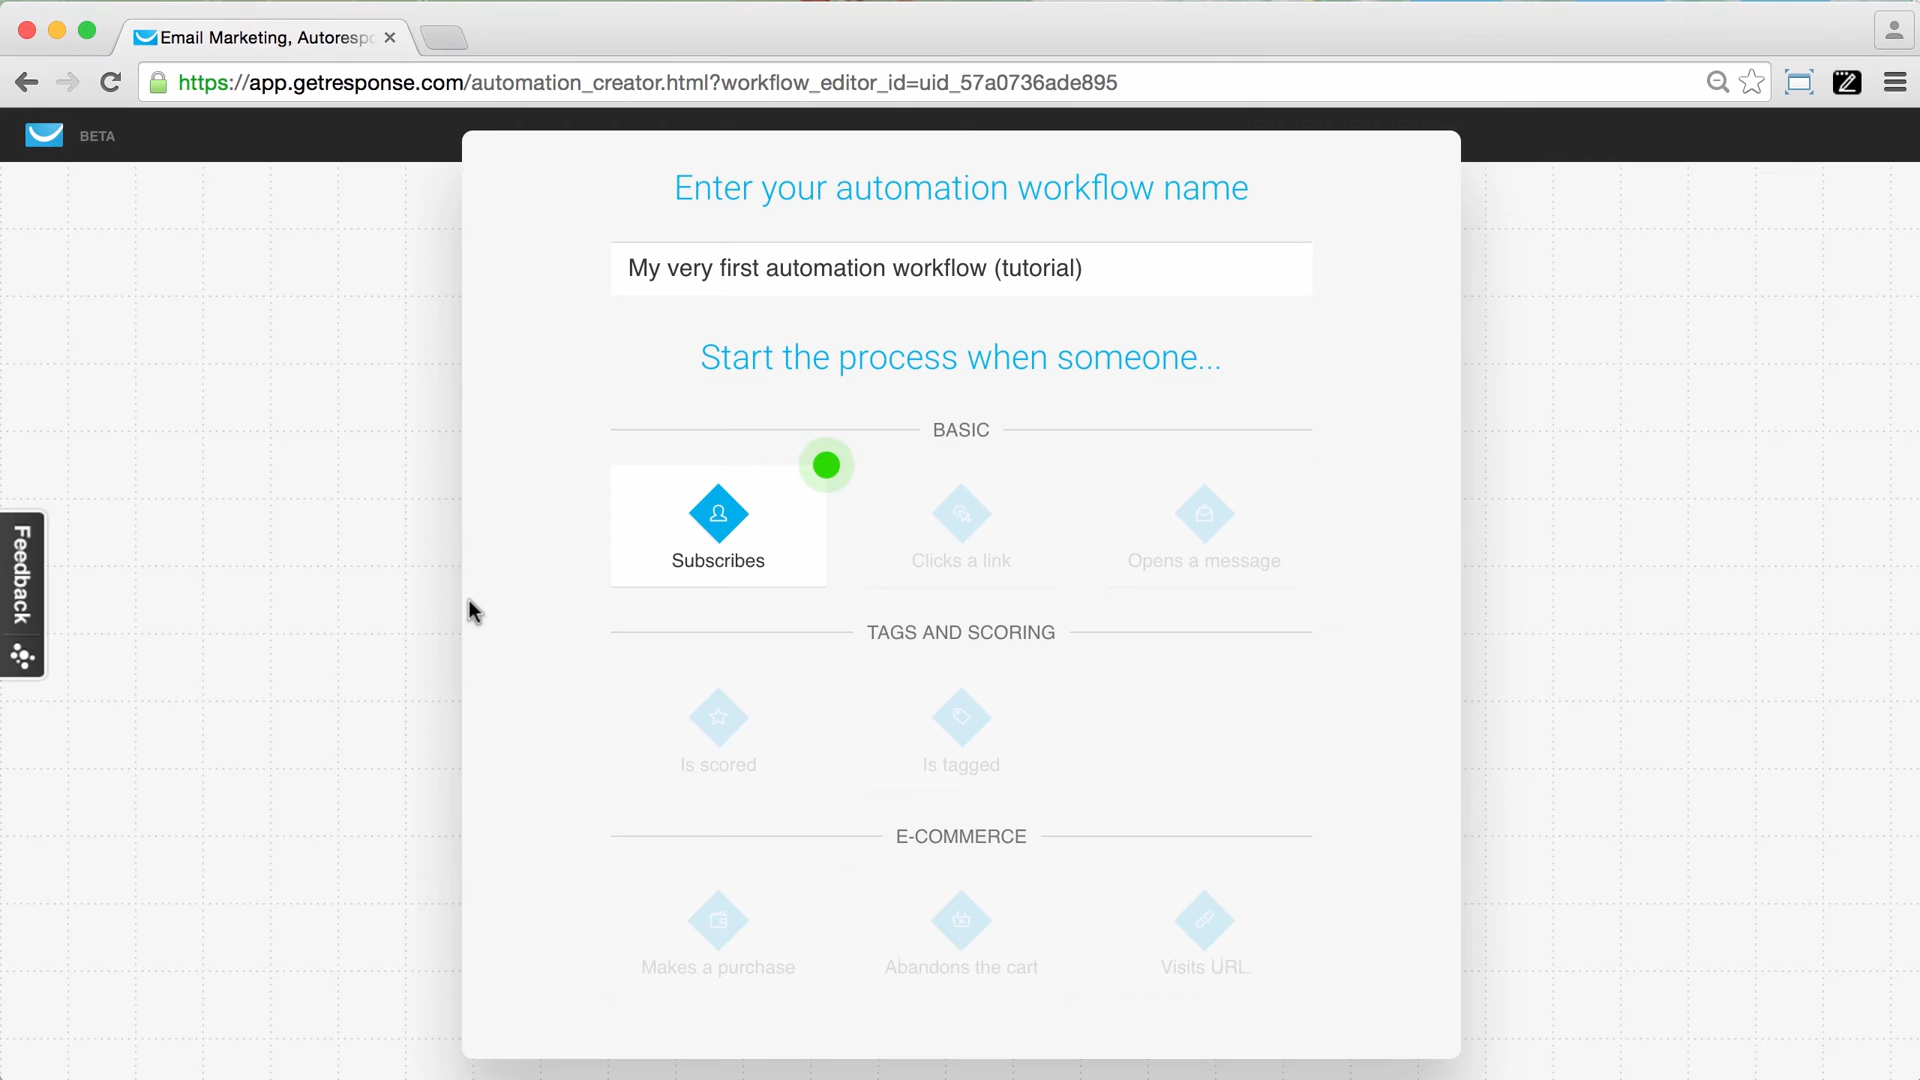 Email Marketing, Autoresp
https://app.getresponse.com/automation_creator.html?workflow_editor_id=uid_57a0736ade895
BETA
Enter your automation workflow name
My very first automation workflow (tutorial)
Start the process when someone...
BASIC
Subscribes
Clicks a link
Opens a message
Feedback
TAGS AND SCORING
Is scored
Is tagged
E-COMMERCE
Makes a purchase
Abandons the cart
Visits URL